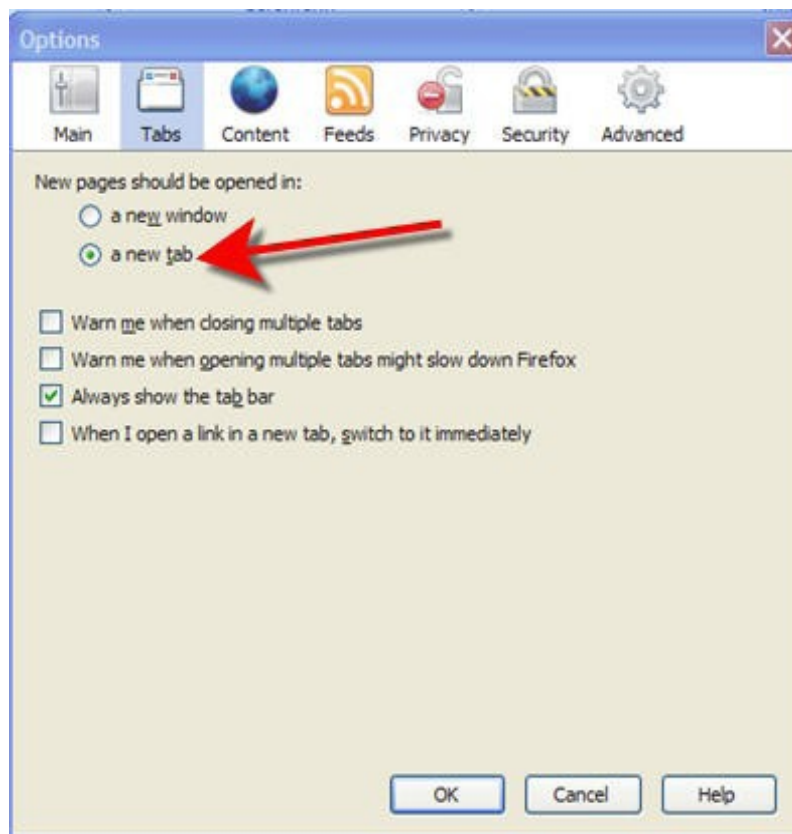 Options
Main Tabs Content Feeds Privacy Security Advanced
New pages should be opened in:
a new window
a new tab
Warn me when closing multiple tabs
Warn me when opening multiple tabs might slow down Firefox
Always show the tab bar
When I open a link in a new tab, switch to it immediately
OK Cancel Help